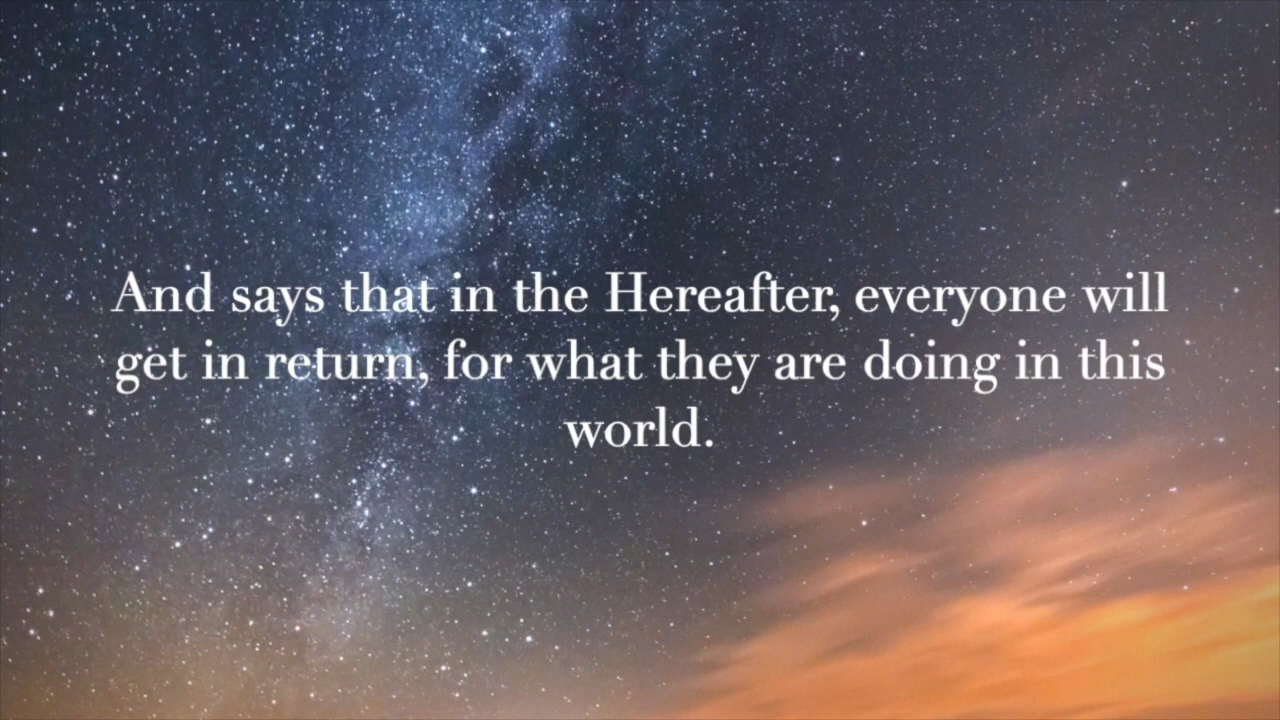 And says that in the Hereafter, everyone will
get in return, for what they are doing in this
world.